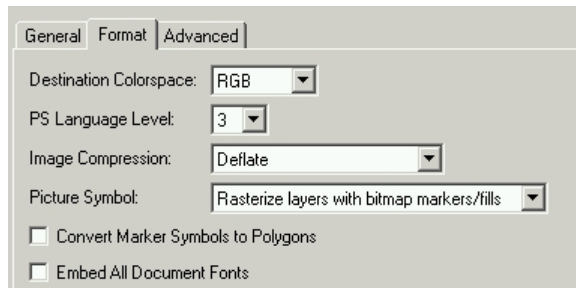 General Format Advanced
Destination Colorspace: RGB
PS Language Level: 3
Image Compression: Deflate
Picture Symbol: Rasterize layers with bitmap markers/fills
Convert Marker Symbols to Polygons
Embed All Document Fonts